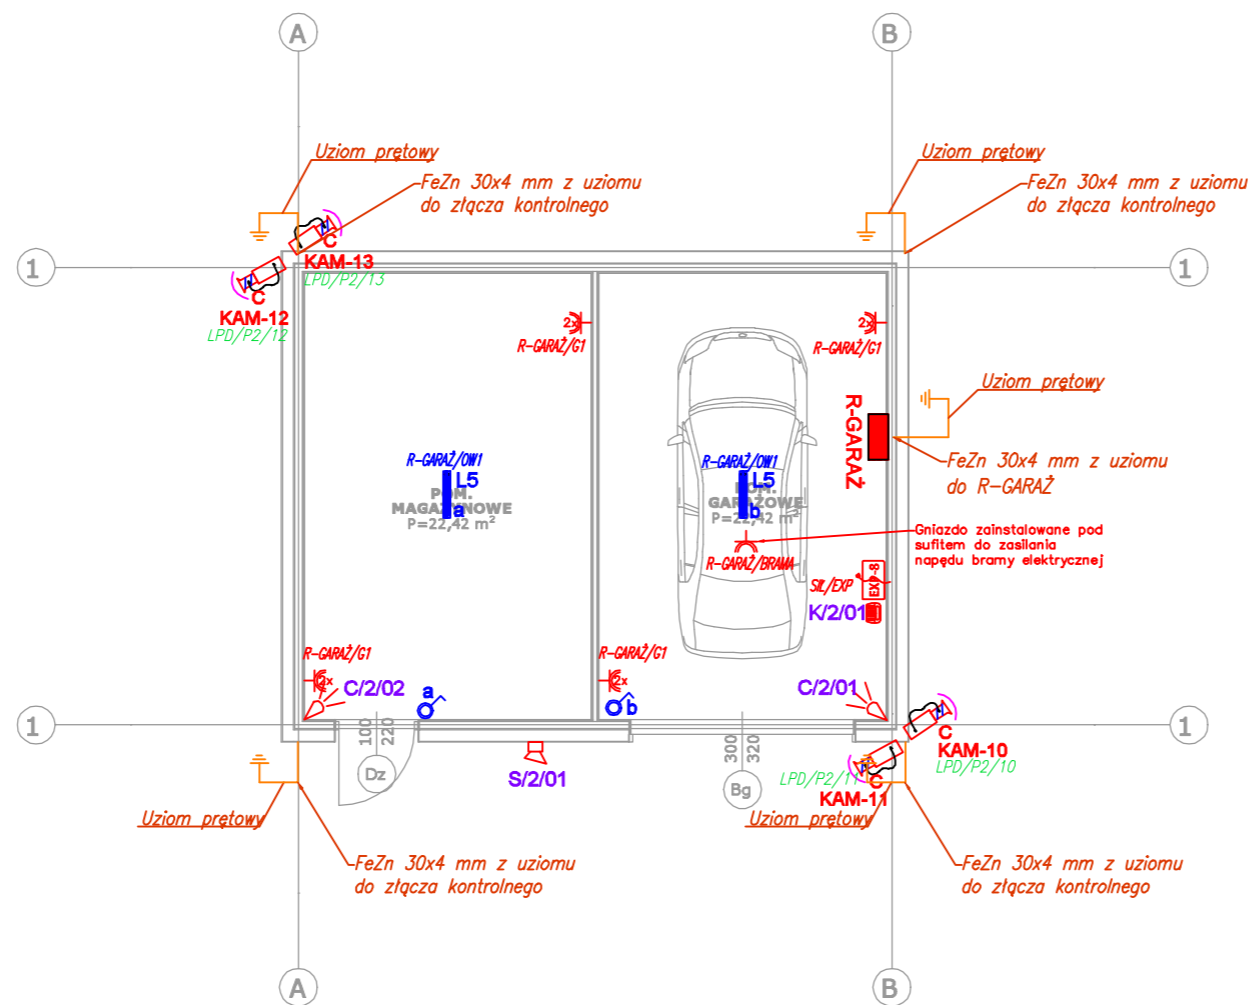 A
B
Uziom prętowy
FeZn 30x4 mm z uziomu
do złącza kontrolnego
Uziom prętowy
FeZn 30x4 mm z uziomu
do złącza kontrolnego
1
1
C
KAM-13
LPD/P2/13
C
KAM-12
LPD/P2/12
2x
R-GARAŻ/G1
2x
R-GARAŻ/G1
Uziom prętowy
R-GARAŻ
FeZn 30x4 mm z uziomu
do R-GARAŻ
R-GARAŻ/OW1
L5
POM.
MAGAZYNOWE
a
P=22,42 m²
R-GARAŻ/OW1
L5
POM.
GARAŻOWE
b
P=22,42 m²
Gniazdo zainstalowane pod
sufitem do zasilania
napędu bramy elektrycznej
R-GARAŻ/BRAMA
SIL/EXP
EXP-8
K/2/01
R-GARAŻ/G1
2x
C/2/02
a
R-GARAŻ/G1
2x
b
C/2/01
1
1
100
220
300
320
Dz
S/2/01
Bg
C
KAM-10
LPD/P2/10
LPD/P2/11
C
KAM-11
Uziom prętowy
Uziom prętowy
FeZn 30x4 mm z uziomu
do złącza kontrolnego
FeZn 30x4 mm z uziomu
do złącza kontrolnego
A
B